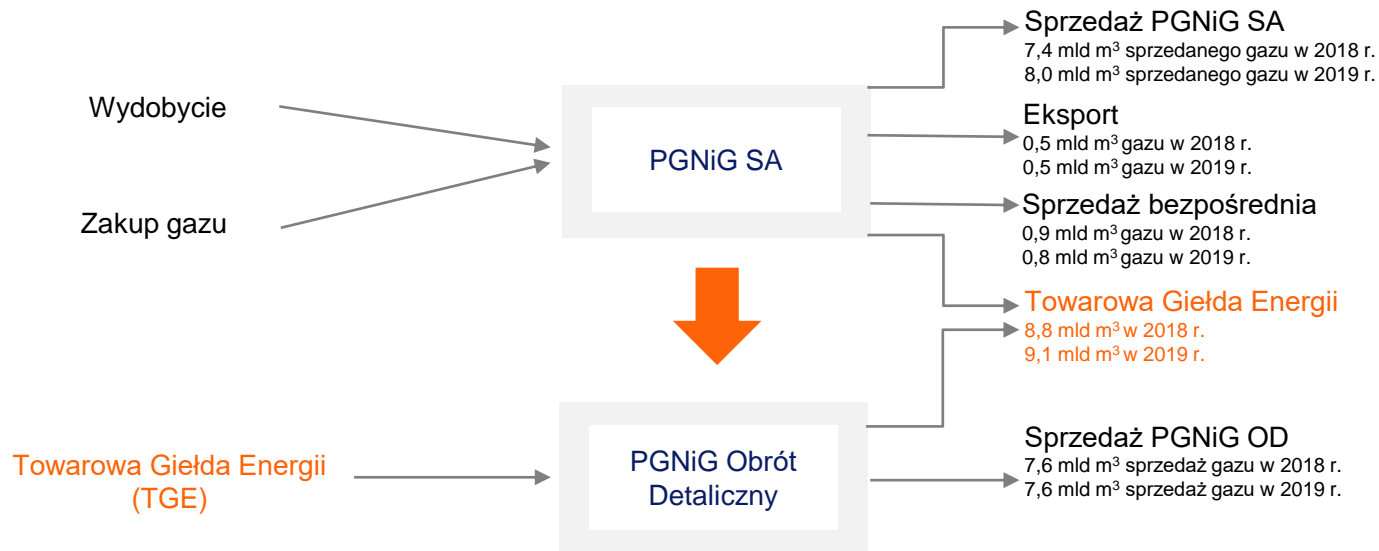 Wydobycie
Zakup gazu
PGNiG SA
Sprzedaż PGNiG SA
7,4 mld m³ sprzedanego gazu w 2018 r.
8,0 mld m³ sprzedanego gazu w 2019 r.
Eksport
0,5 mld m³ gazu w 2018 r.
0,5 mld m³ gazu w 2019 r.
Sprzedaż bezpośrednia
0,9 mld m³ gazu w 2018 r.
0,8 mld m³ gazu w 2019 r.
Towarowa Giełda Energii
8,8 mld m³ w 2018 r.
9,1 mld m³ w 2019 r.
Towarowa Giełda Energii
(TGE)
PGNiG Obrót
Detaliczny
Sprzedaż PGNiG OD
7,6 mld m³ sprzedaż gazu w 2018 r.
7,6 mld m³ sprzedaż gazu w 2019 r.